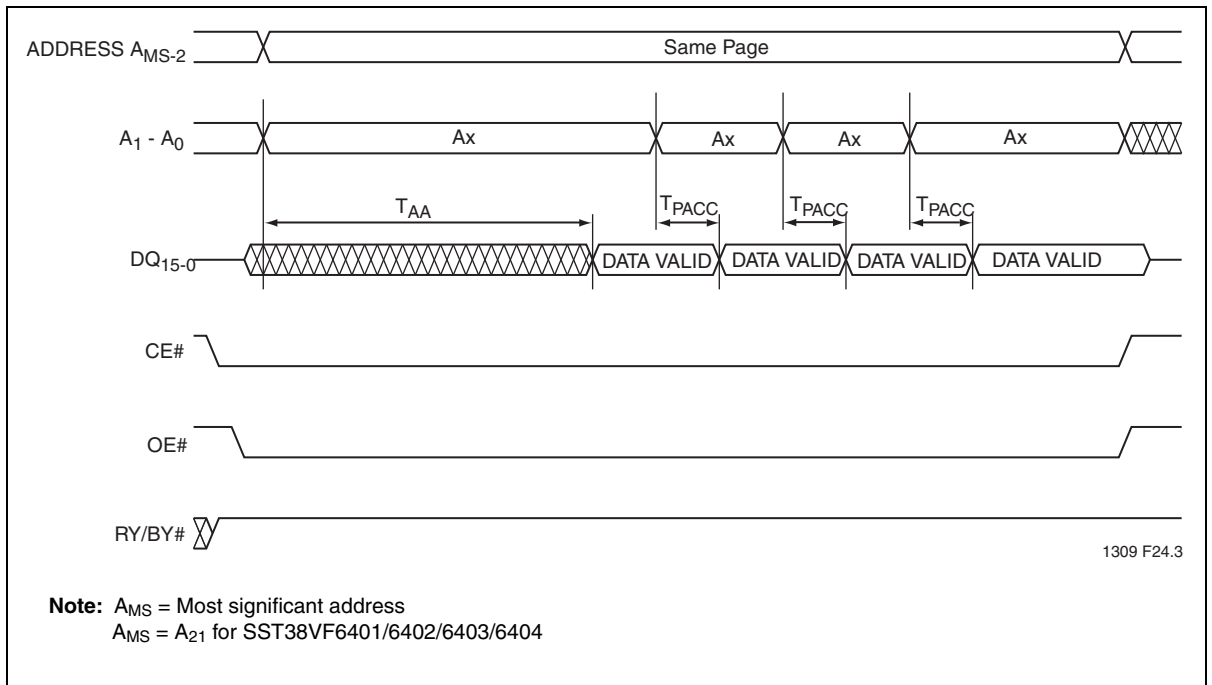 ADDRESS AMS-2 Same Page
A1 - A0 Ax Ax Ax Ax
TAA TPACC TPACC TPACC
DQ15-0 DATA VALID DATA VALID DATA VALID DATA VALID
CE#
OE#
RY/BY#
1309 F24.3
Note: AMS = Most significant address
AMS = A21 for SST38VF6401/6402/6403/6404